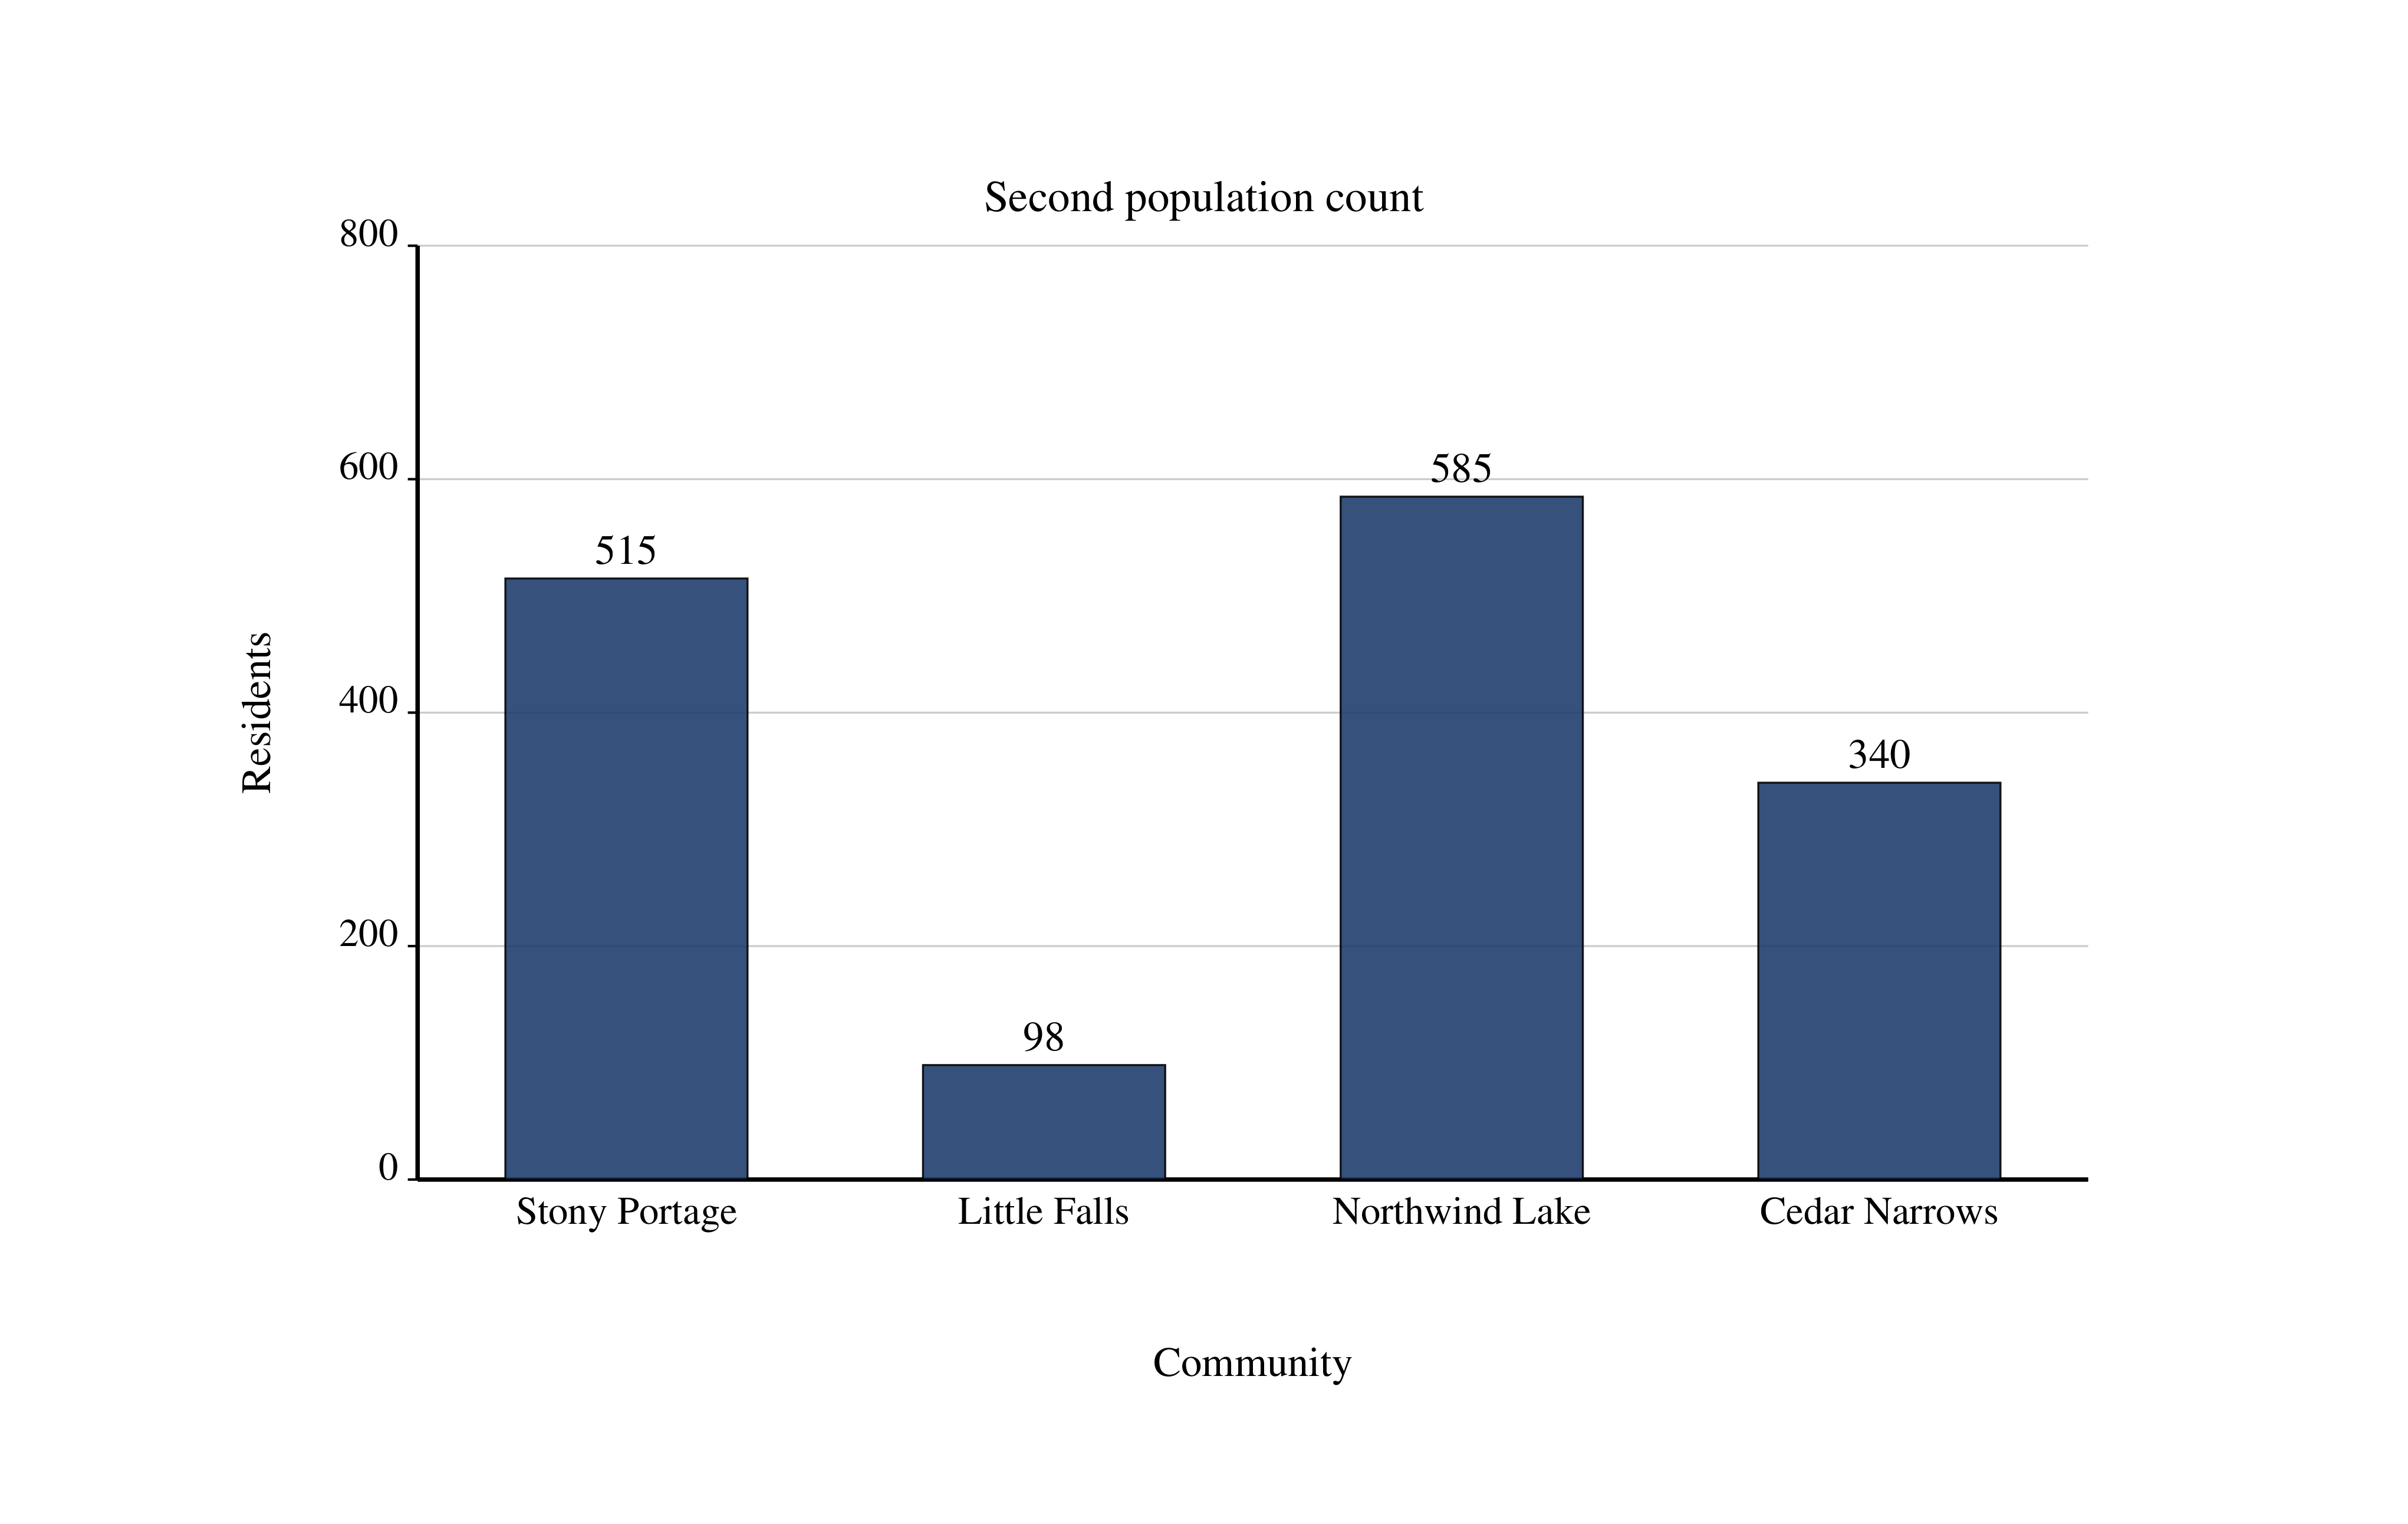 Second population count
800
600
400
200
0
Residents
515
98
585
340
Stony Portage
Little Falls
Northwind Lake
Cedar Narrows
Community